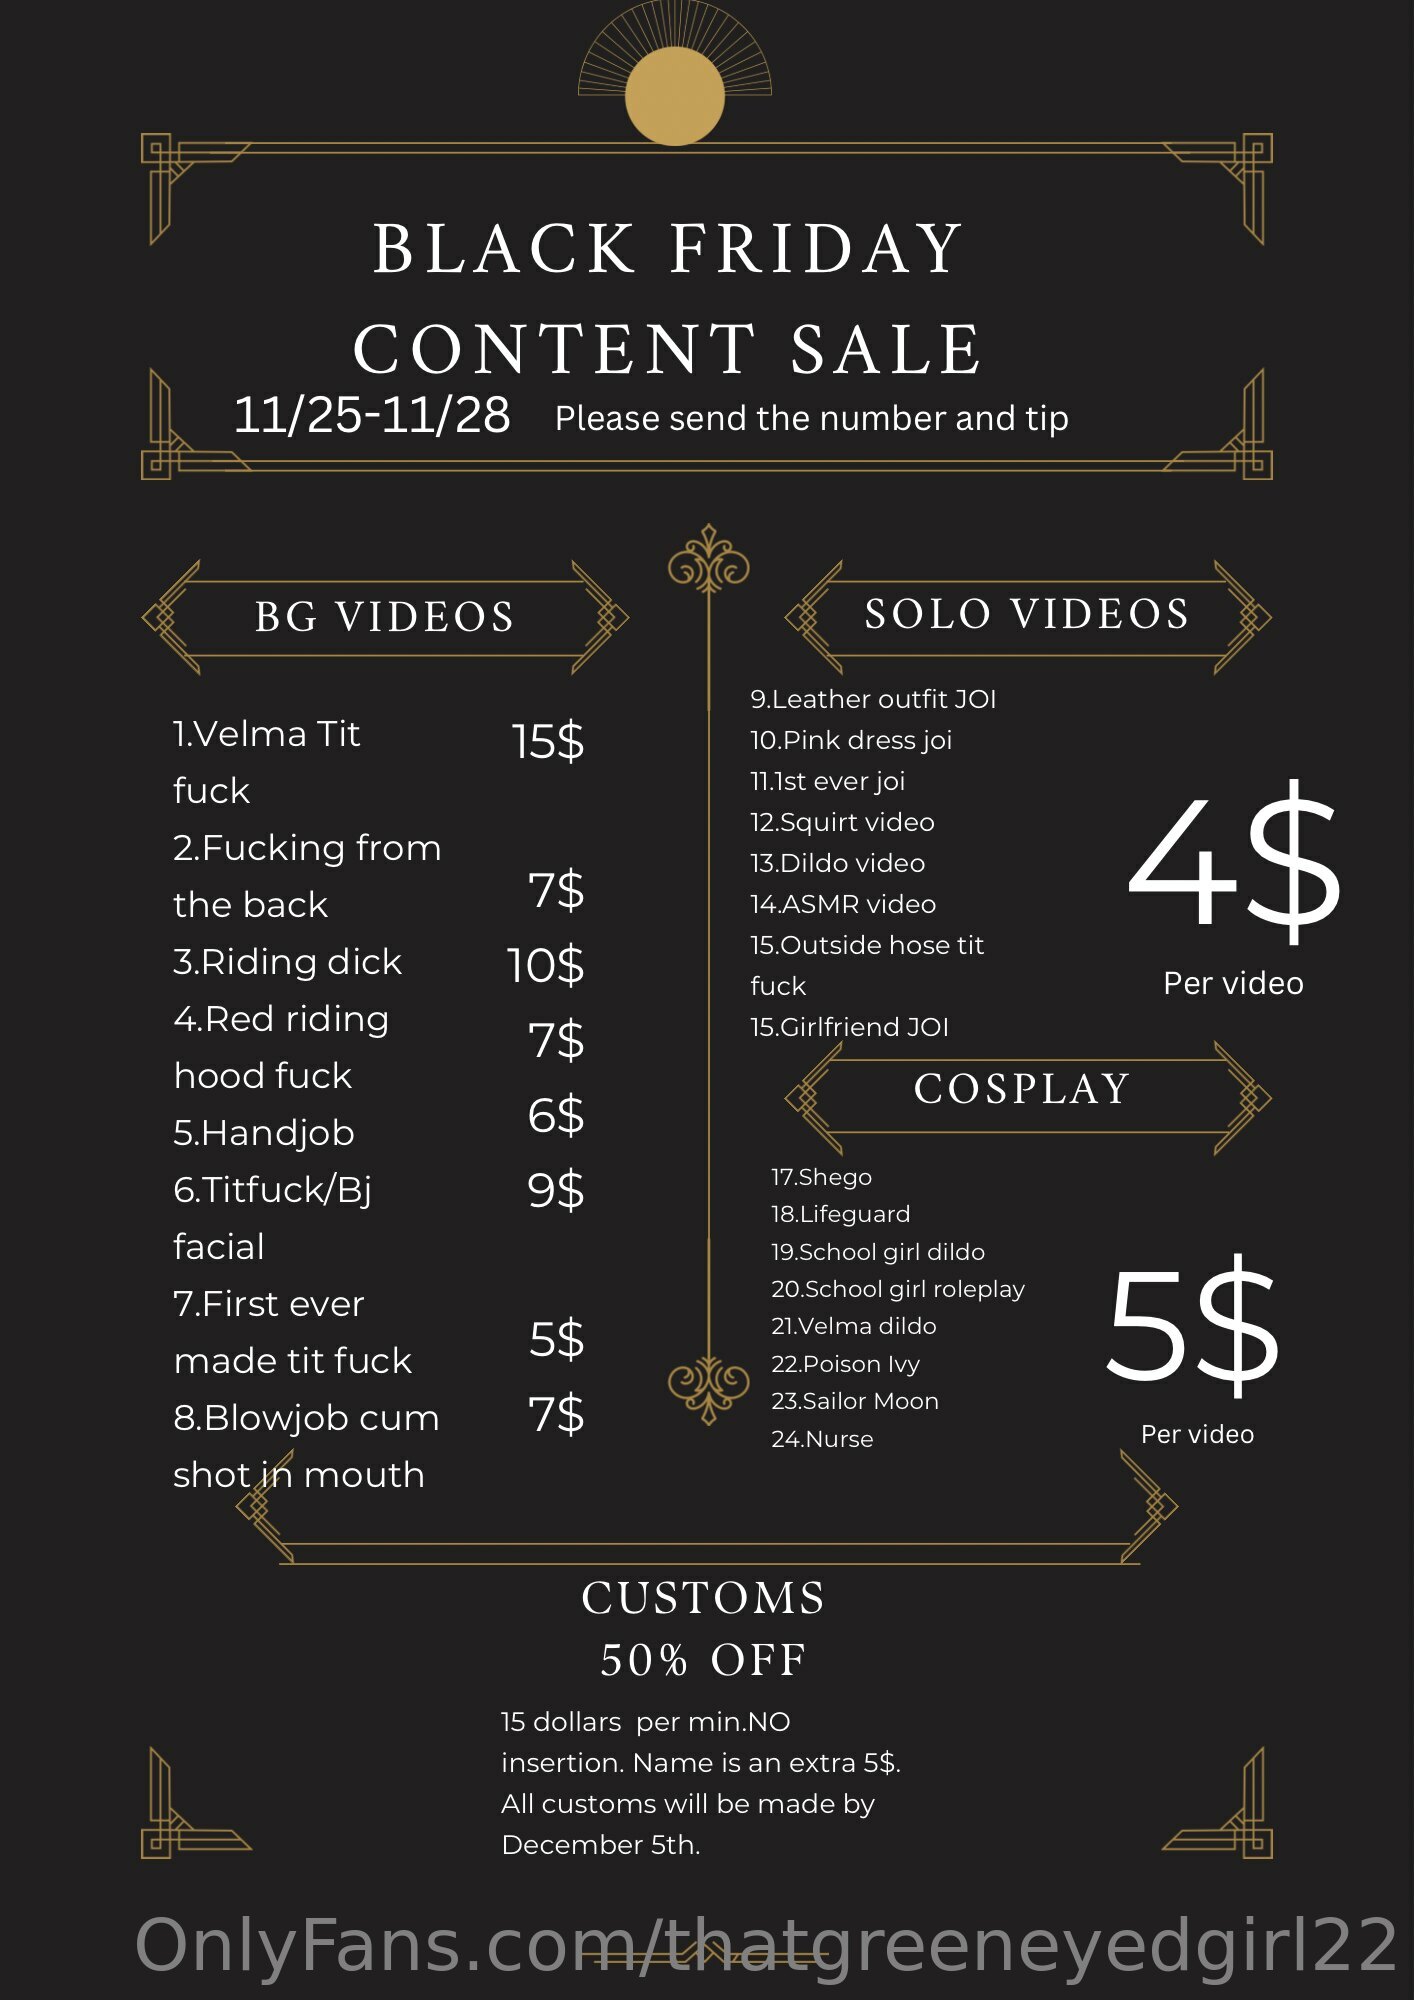 BLACK FRIDAY
CONTENT SALE
11/25-11/28 Please send the number and tip
BG VIDEOS
1.Velma Tit
fuck
2.Fucking from
the back
3.Riding dick
4.Red riding
hood fuck
5.Handjob
6.Titfuck/Bj
facial
7.First ever
made tit fuck
8.Blowjob cum
shot in mouth
15$
7$
10$
7$
6$
9$
5$
7$
SOLO VIDEOS
9.Leather outfit JOI
10.Pink dress joi
11.1st ever joi
12.Squirt video
13.Dildo video
14.ASMR video
15.Outside hose tit
fuck
15.Girlfriend JOI
4$
Per video
COSPLAY
17.Shego
18.Lifeguard
19.School girl dildo
20.School girl roleplay
21.Velma dildo
22.Poison Ivy
23.Sailor Moon
24.Nurse
5$
Per video
CUSTOMS
50% OFF
15 dollars  per min.NO
insertion. Name is an extra 5$.
All customs will be made by
December 5th.
OnlyFans.com/thatgreeneyedgirl22